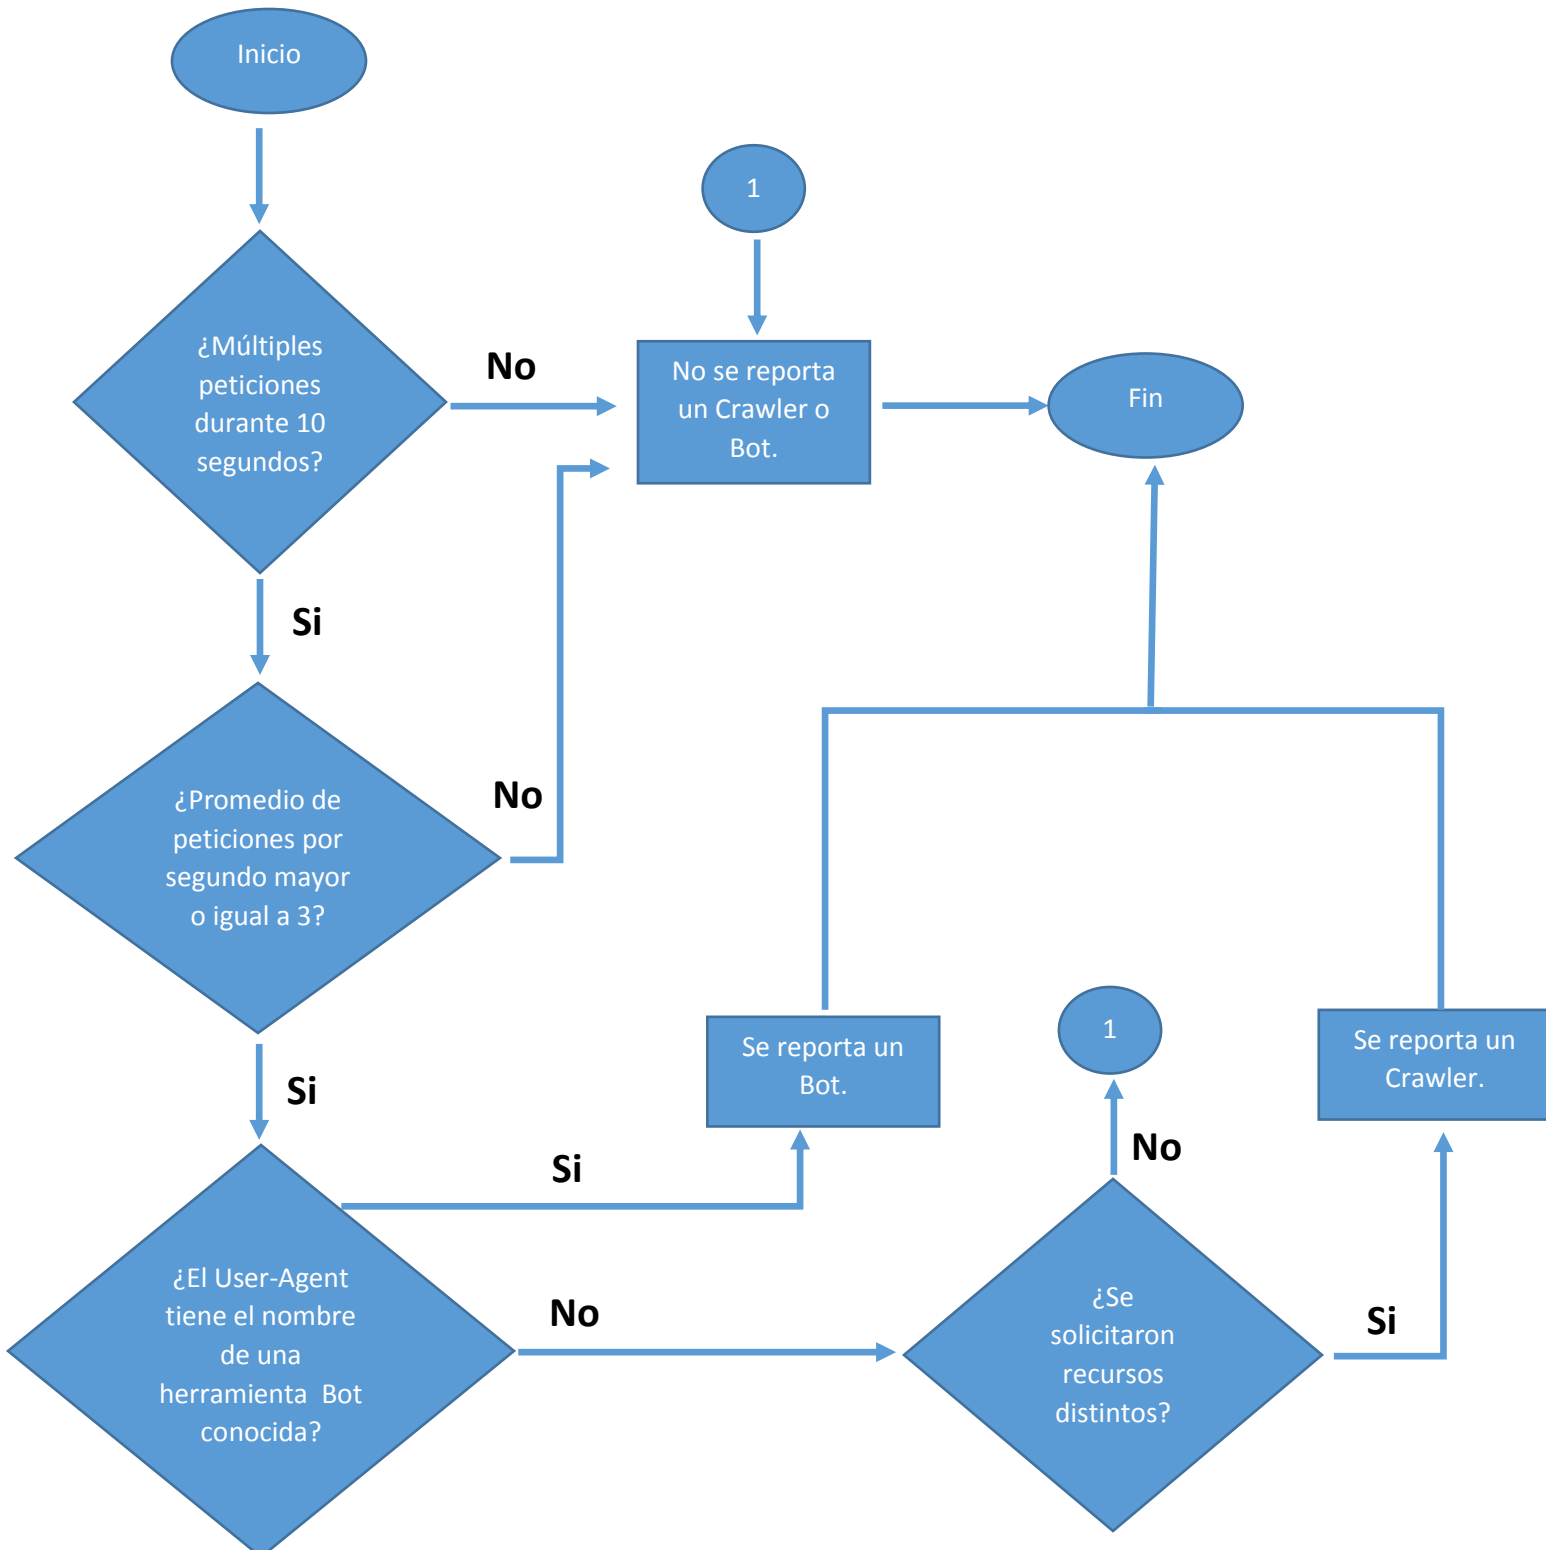 Inicio
1
¿Múltiples
peticiones
durante 10
segundos?
No
No se reporta
un Crawler o
Bot.
Fin
Si
¿Promedio de
peticiones por
segundo mayor
o igual a 3?
No
Si
Se reporta un
Bot.
1
Se reporta un
Crawler.
Si
No
¿El User-Agent
tiene el nombre
de una
herramienta  Bot
conocida?
No
¿Se
solicitaron
recursos
distintos?
Si